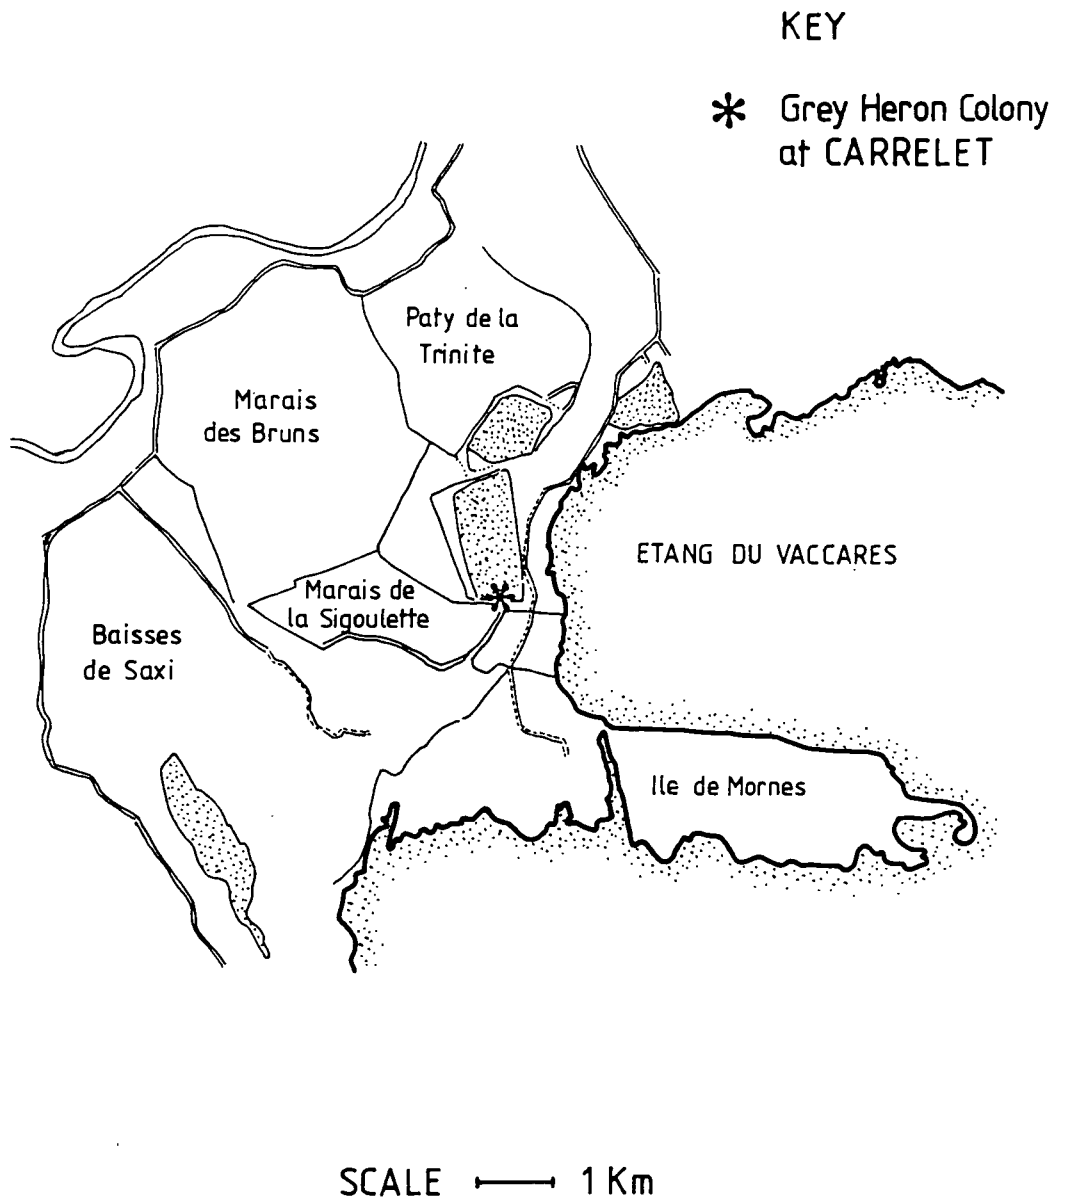 KEY
Grey Heron Colony
at CARRELET
Paty de la
Trinite
Marais
des Bruns
ETANG DU VACCARES
Marais de
la Sigoulette
Baisses
de Saxi
Ile de Mornes
SCALE 1 Km